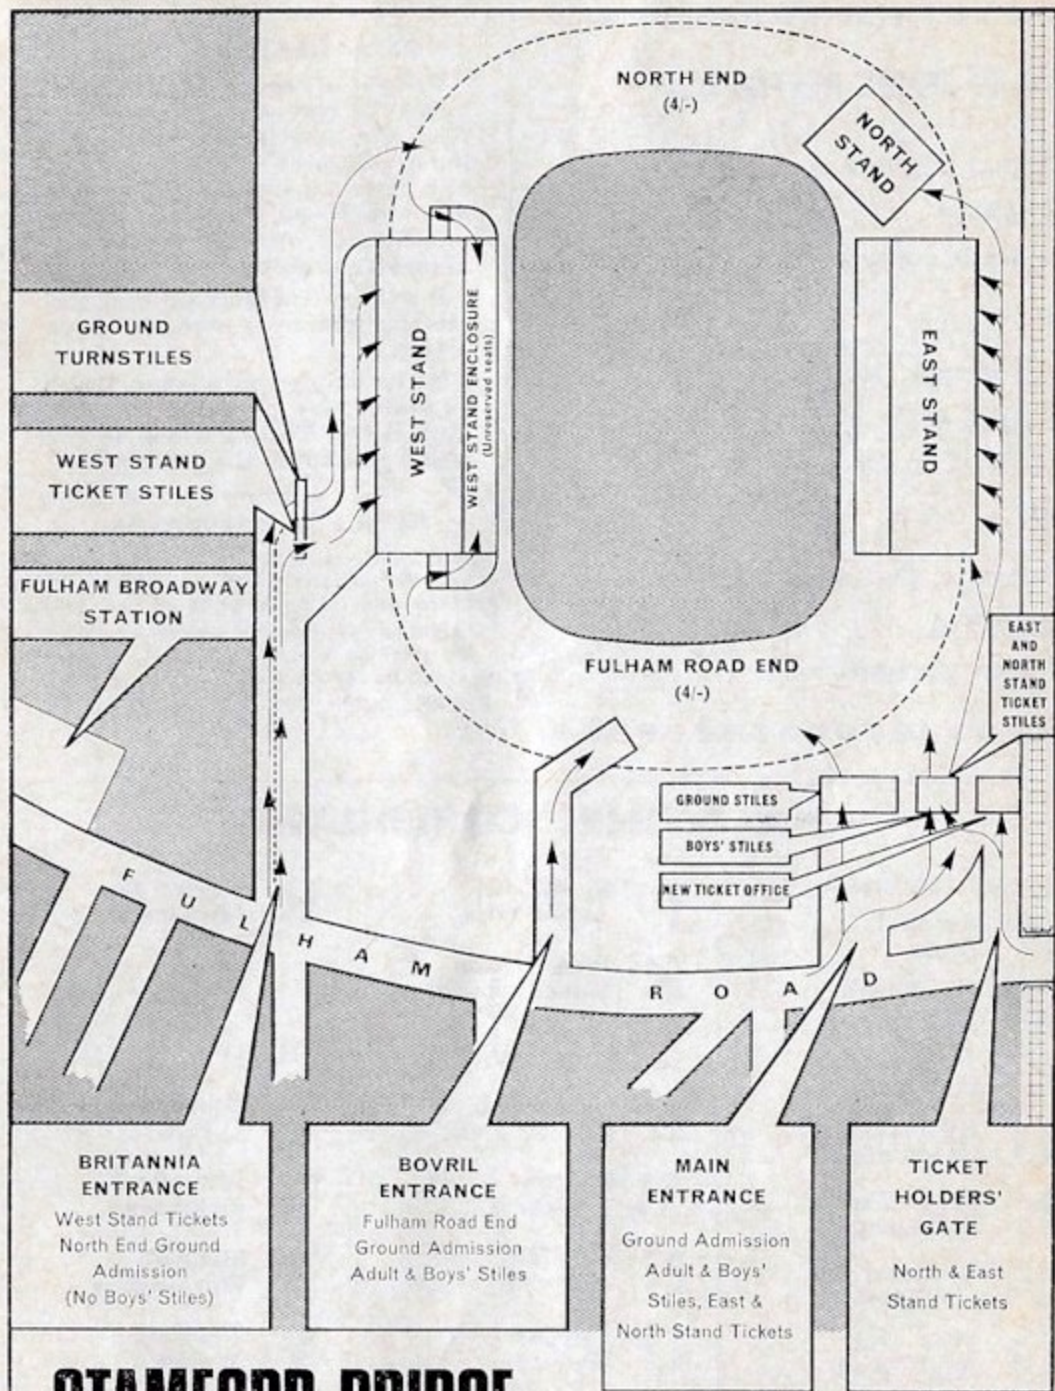 NORTH END
(4/-)
NORTH
STAND
GROUND
TURNSTILES
WEST STAND
TICKET STILES
FULHAM BROADWAY
STATION
WEST STAND
WEST STAND ENCLOSURE
(Unreserved seats)
EAST STAND
FULHAM ROAD END
(4/-)
EAST
AND
NORTH
STAND
TICKET
STILES
GROUND STILES
BOYS' STILES
NEW TICKET OFFICE
FULHAM ROAD
BRITANNIA
ENTRANCE
West Stand Tickets
North End Ground
Admission
(No Boys' Stiles)
BOVRIL
ENTRANCE
Fulham Road End
Ground Admission
Adult & Boys' Stiles
MAIN
ENTRANCE
Ground Admission
Adult & Boys'
Stiles, East &
North Stand Tickets
TICKET
HOLDERS'
GATE
North & East
Stand Tickets
STAMFORD BRIDGE